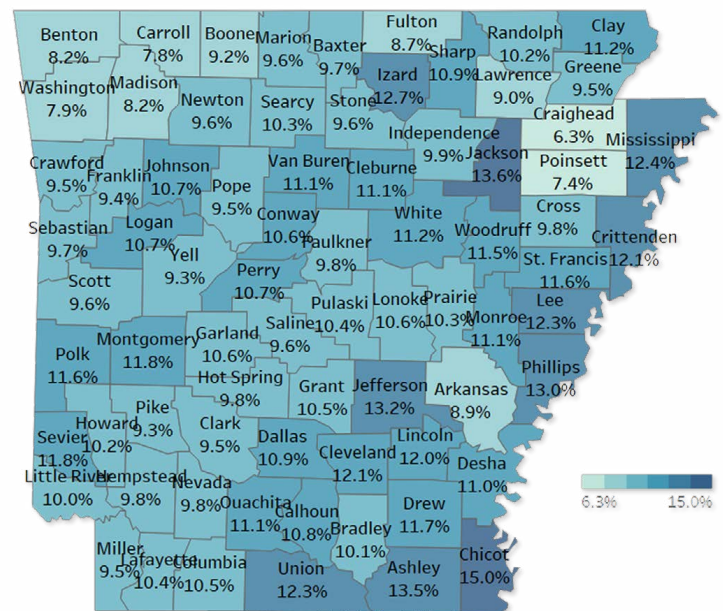 Benton
8.2%
Carroll
7.8%
Boone
9.2%
Marion
9.6%
Baxter
9.7%
Fulton
8.7%
Sharp
10.9%
Randolph
10.2%
Clay
11.2%
Greene
9.5%
Lawrence
9.0%
Izard
12.7%
Washington
7.9%
Madison
8.2%
Newton
9.6%
Searcy
10.3%
Stone
9.6%
Independence
9.9%
Jackson
13.6%
Craighead
6.3%
Mississippi
12.4%
Poinsett
7.4%
Crawford
9.5%
Franklin
9.4%
Johnson
10.7%
Pope
9.5%
Van Buren
11.1%
Cleburne
11.1%
Conway
10.6%
Faulkner
9.8%
White
11.2%
Woodruff
11.5%
Cross
9.8%
Crittenden
12.1%
St. Francis
11.6%
Sebastian
9.7%
Logan
10.7%
Yell
9.3%
Perry
10.7%
Scott
9.6%
Pulaski
10.4%
Lonoke
10.6%
Prairie
10.3%
Monroe
11.1%
Lee
12.3%
Phillips
13.0%
Polk
11.6%
Montgomery
11.8%
Garland
10.6%
Saline
9.6%
Hot Spring
9.8%
Grant
10.5%
Jefferson
13.2%
Arkansas
8.9%
Sevier
11.8%
Howard
10.2%
Pike
9.3%
Clark
9.5%
Dallas
10.9%
Cleveland
12.1%
Lincoln
12.0%
Desha
11.0%
Little River
10.0%
Hempstead
9.8%
Nevada
9.8%
Ouachita
11.1%
Calhoun
10.8%
Bradley
10.1%
Drew
11.7%
Chicot
15.0%
Miller
9.5%
Lafayette
10.4%
Columbia
10.5%
Union
12.3%
Ashley
13.5%
6.3%
15.0%